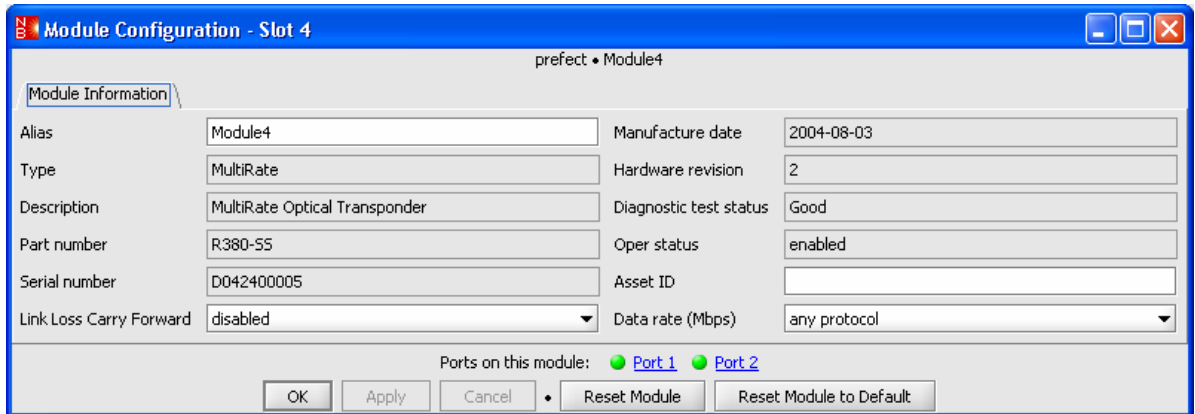 NB Module Configuration - Slot 4
prefect • Module4
Module Information
Alias Module4 Manufacture date 2004-08-03
Type MultiRate Hardware revision 2
Description MultiRate Optical Transponder Diagnostic test status Good
Part number R380-SS Oper status enabled
Serial number D042400005 Asset ID
Link Loss Carry Forward disabled Data rate (Mbps) any protocol
Ports on this module: Port 1 Port 2
OK Apply Cancel • Reset Module Reset Module to Default